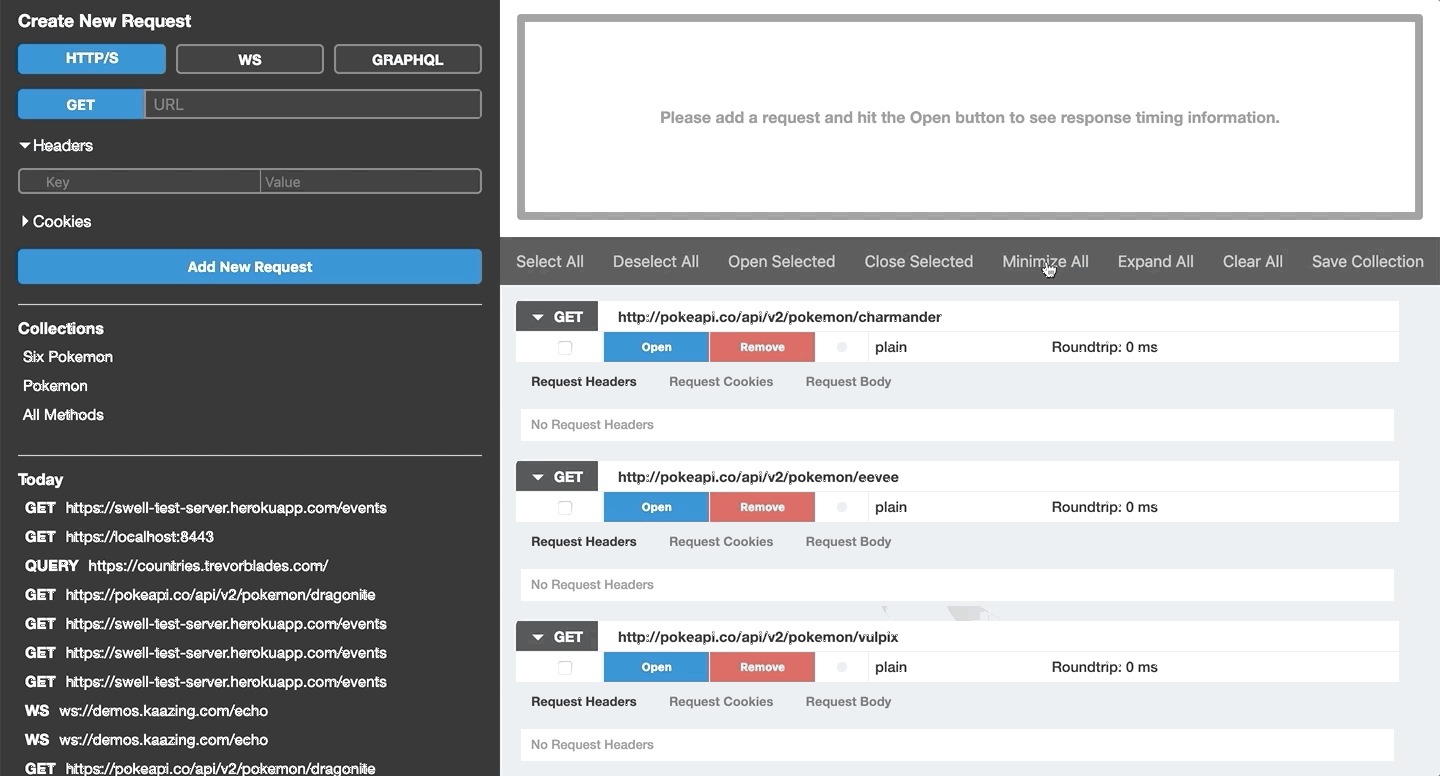 Create New Request
HTTP/S WS GRAPHQL
GET URL
Headers
Key Value
Cookies
Add New Request
Collections
Six Pokemon
Pokemon
All Methods
Today
GET https://swell-test-server.herokuapp.com/events
GET https://localhost:8443
QUERY https://countries.trevorblades.com/
GET https://pokeapi.co/api/v2/pokemon/dragonite
GET https://swell-test-server.herokuapp.com/events
GET https://swell-test-server.herokuapp.com/events
GET https://swell-test-server.herokuapp.com/events
WS ws://demos.kaazing.com/echo
WS ws://demos.kaazing.com/echo
GET https://pokeapi.co/api/v2/pokemon/dragonite
Please add a request and hit the Open button to see response timing information.
Select All Deselect All Open Selected Close Selected Minimize All Expand All Clear All Save Collection
GET http://pokeapi.co/api/v2/pokemon/charmander
Open Remove plain Roundtrip: 0 ms
Request Headers Request Cookies Request Body
No Request Headers
GET http://pokeapi.co/api/v2/pokemon/eevee
Open Remove plain Roundtrip: 0 ms
Request Headers Request Cookies Request Body
No Request Headers
GET http://pokeapi.co/api/v2/pokemon/vulpix
Open Remove plain Roundtrip: 0 ms
Request Headers Request Cookies Request Body
No Request Headers